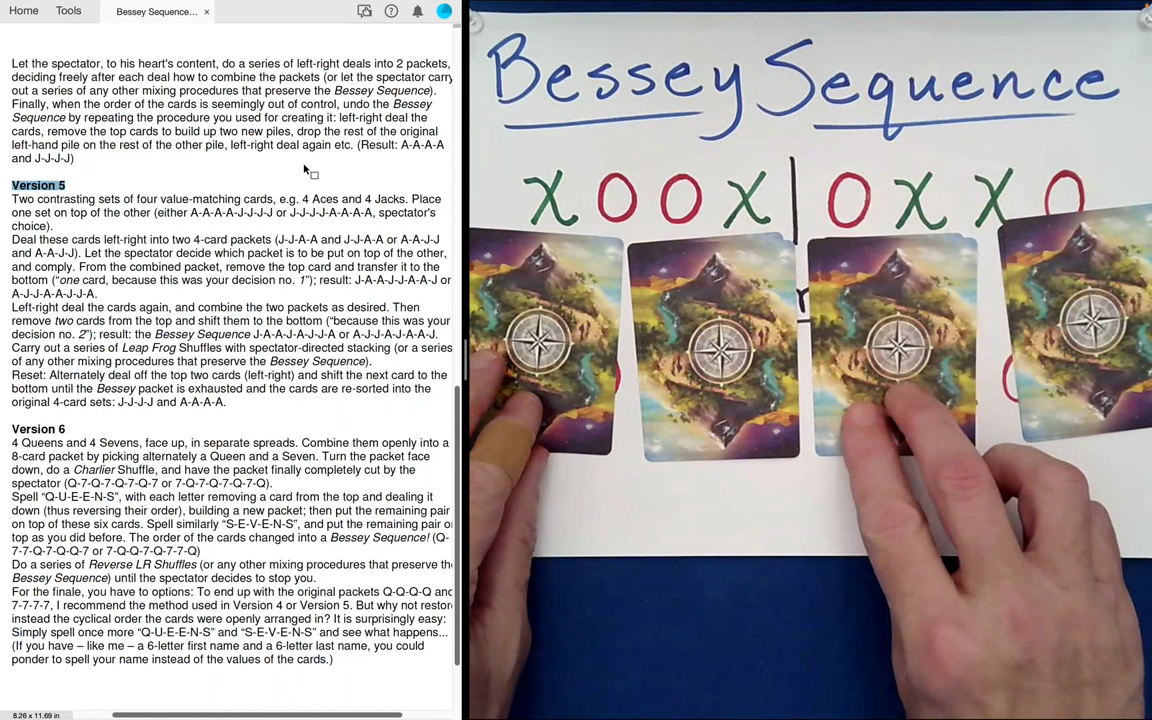 Home Tools Bessey Sequence... ×
Let the spectator, to his heart's content, do a series of left-right deals into 2 packets,
deciding freely after each deal how to combine the packets (or let the spectator carry
out a series of any other mixing procedures that preserve the Bessey Sequence).
Finally, when the order of the cards is seemingly out of control, undo the Bessey
Sequence by repeating the procedure you used for creating it: left-right deal the
cards, remove the top cards to build up two new piles, drop the rest of the original
left-hand pile on the rest of the other pile, left-right deal again etc. (Result: A-A-A-A
and J-J-J-J)
Version 5
Two contrasting sets of four value-matching cards, e.g. 4 Aces and 4 Jacks. Place
one set on top of the other (either A-A-A-A-J-J-J-J or J-J-J-J-A-A-A-A, spectator's
choice).
Deal these cards left-right into two 4-card packets (J-J-A-A and J-J-A-A or A-A-J-J
and A-A-J-J). Let the spectator decide which packet is to be put on top of the other,
and comply. From the combined packet, remove the top card and transfer it to the
bottom ("one card, because this was your decision no. 1"); result: J-A-A-J-J-A-A-J or
A-J-J-A-A-J-J-A.
Left-right deal the cards again, and combine the two packets as desired. Then
remove two cards from the top and shift them to the bottom ("because this was your
decision no. 2"); result: the Bessey Sequence J-A-A-J-A-J-J-A or A-J-J-A-J-A-A-J.
Carry out a series of Leap Frog Shuffles with spectator-directed stacking (or a series
of any other mixing procedures that preserve the Bessey Sequence).
Reset: Alternately deal off the top two cards (left-right) and shift the next card to the
bottom until the Bessey packet is exhausted and the cards are re-sorted into the
original 4-card sets: J-J-J-J and A-A-A-A.
Version 6
4 Queens and 4 Sevens, face up, in separate spreads. Combine them openly into a
8-card packet by picking alternately a Queen and a Seven. Turn the packet face
down, do a Charlier Shuffle, and have the packet finally completely cut by the
spectator (Q-7-Q-7-Q-7-Q-7 or 7-Q-7-Q-7-Q-7-Q).
Spell "Q-U-E-E-N-S", with each letter removing a card from the top and dealing it
down (thus reversing their order), building a new packet; then put the remaining pair
on top of these six cards. Spell similarly "S-E-V-E-N-S", and put the remaining pair o
top as you did before. The order of the cards changed into a Bessey Sequence! (Q-
7-7-Q-7-Q-Q-7 or 7-Q-Q-7-Q-7-7-Q)
Do a series of Reverse LR Shuffles (or any other mixing procedures that preserve the
Bessey Sequence) until the spectator decides to stop you.
For the finale, you have to options: To end up with the original packets Q-Q-Q-Q and
7-7-7-7, I recommend the method used in Version 4 or Version 5. But why not restor
instead the cyclical order the cards were openly arranged in? It is surprisingly easy:
Simply spell once more "Q-U-E-E-N-S" and "S-E-V-E-N-S" and see what happens...
(If you have – like me – a 6-letter first name and a 6-letter last name, you could
ponder to spell your name instead of the values of the cards.)
8.26 x 11.69 in
Bessey Sequence
X O O X | O X X O